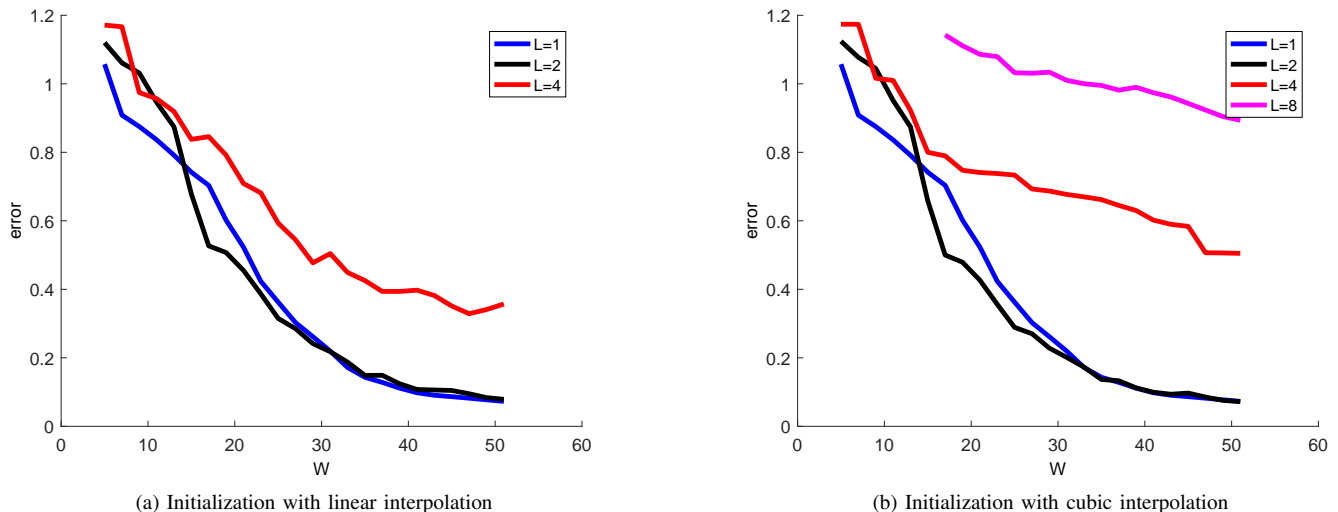 1.2
1
0.8
0.6
0.4
0.2
0
error
0 10 20 30 40 50 60
W
L=1
L=2
L=4
(a) Initialization with linear interpolation
1.2
1
0.8
0.6
0.4
0.2
0
error
0 10 20 30 40 50 60
W
L=1
L=2
L=4
L=8
(b) Initialization with cubic interpolation